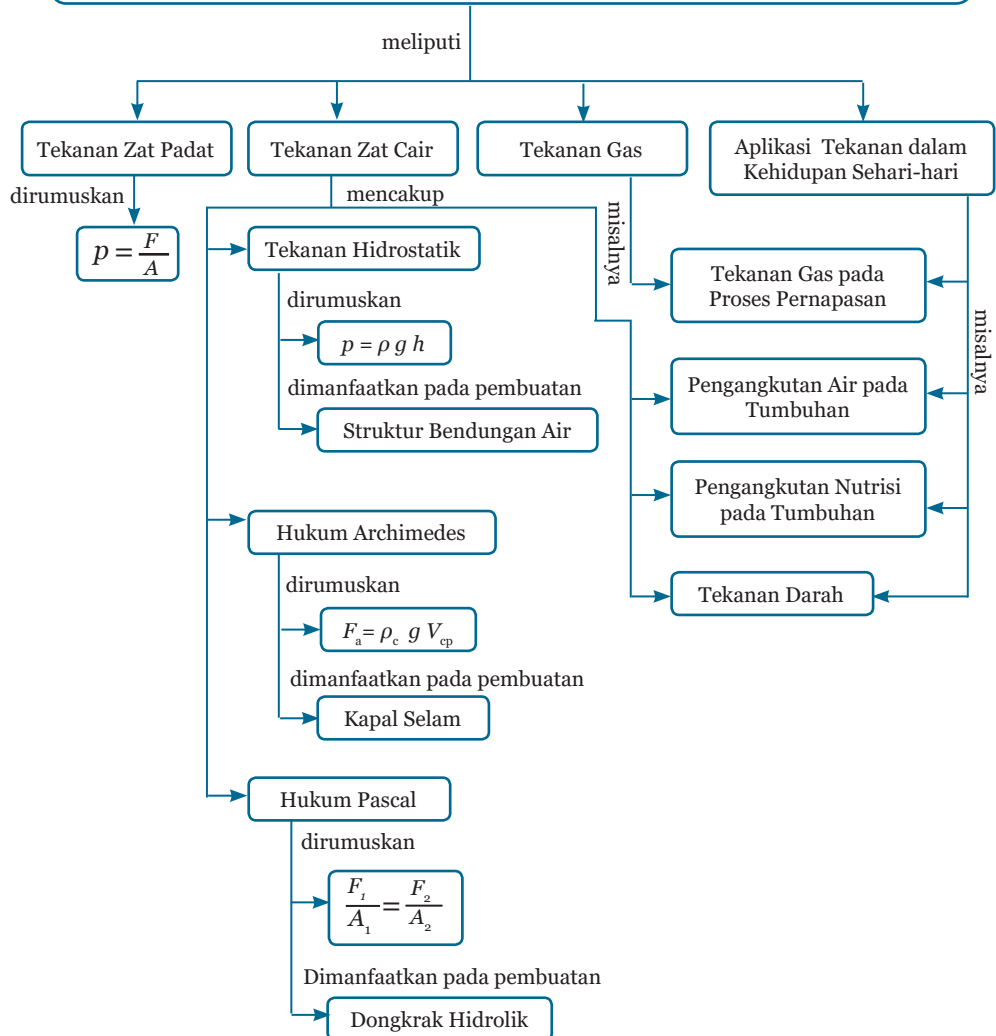 meliputi
Tekanan Zat Padat
Tekanan Zat Cair
Tekanan Gas
Aplikasi Tekanan dalam
Kehidupan Sehari-hari
dirumuskan
p = F/A
mencakup
Tekanan Hidrostatik
dirumuskan
p = ρ g h
dimanfaatkan pada pembuatan
Struktur Bendungan Air
Hukum Archimedes
dirumuskan
Fₐ = ρ_c g V_cp
dimanfaatkan pada pembuatan
Kapal Selam
Hukum Pascal
dirumuskan
F₁/A₁ = F₂/A₂
Dimanfaatkan pada pembuatan
Dongkrak Hidrolik
misalnya
Tekanan Gas pada
Proses Pernapasan
Pengangkutan Air pada
Tumbuhan
Pengangkutan Nutrisi
pada Tumbuhan
Tekanan Darah
misalnya